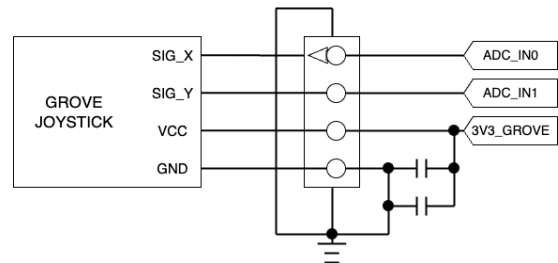 SIG_X
ADC_IN0
GROVE
JOYSTICK
SIG_Y
ADC_IN1
VCC
3V3_GROVE
GND